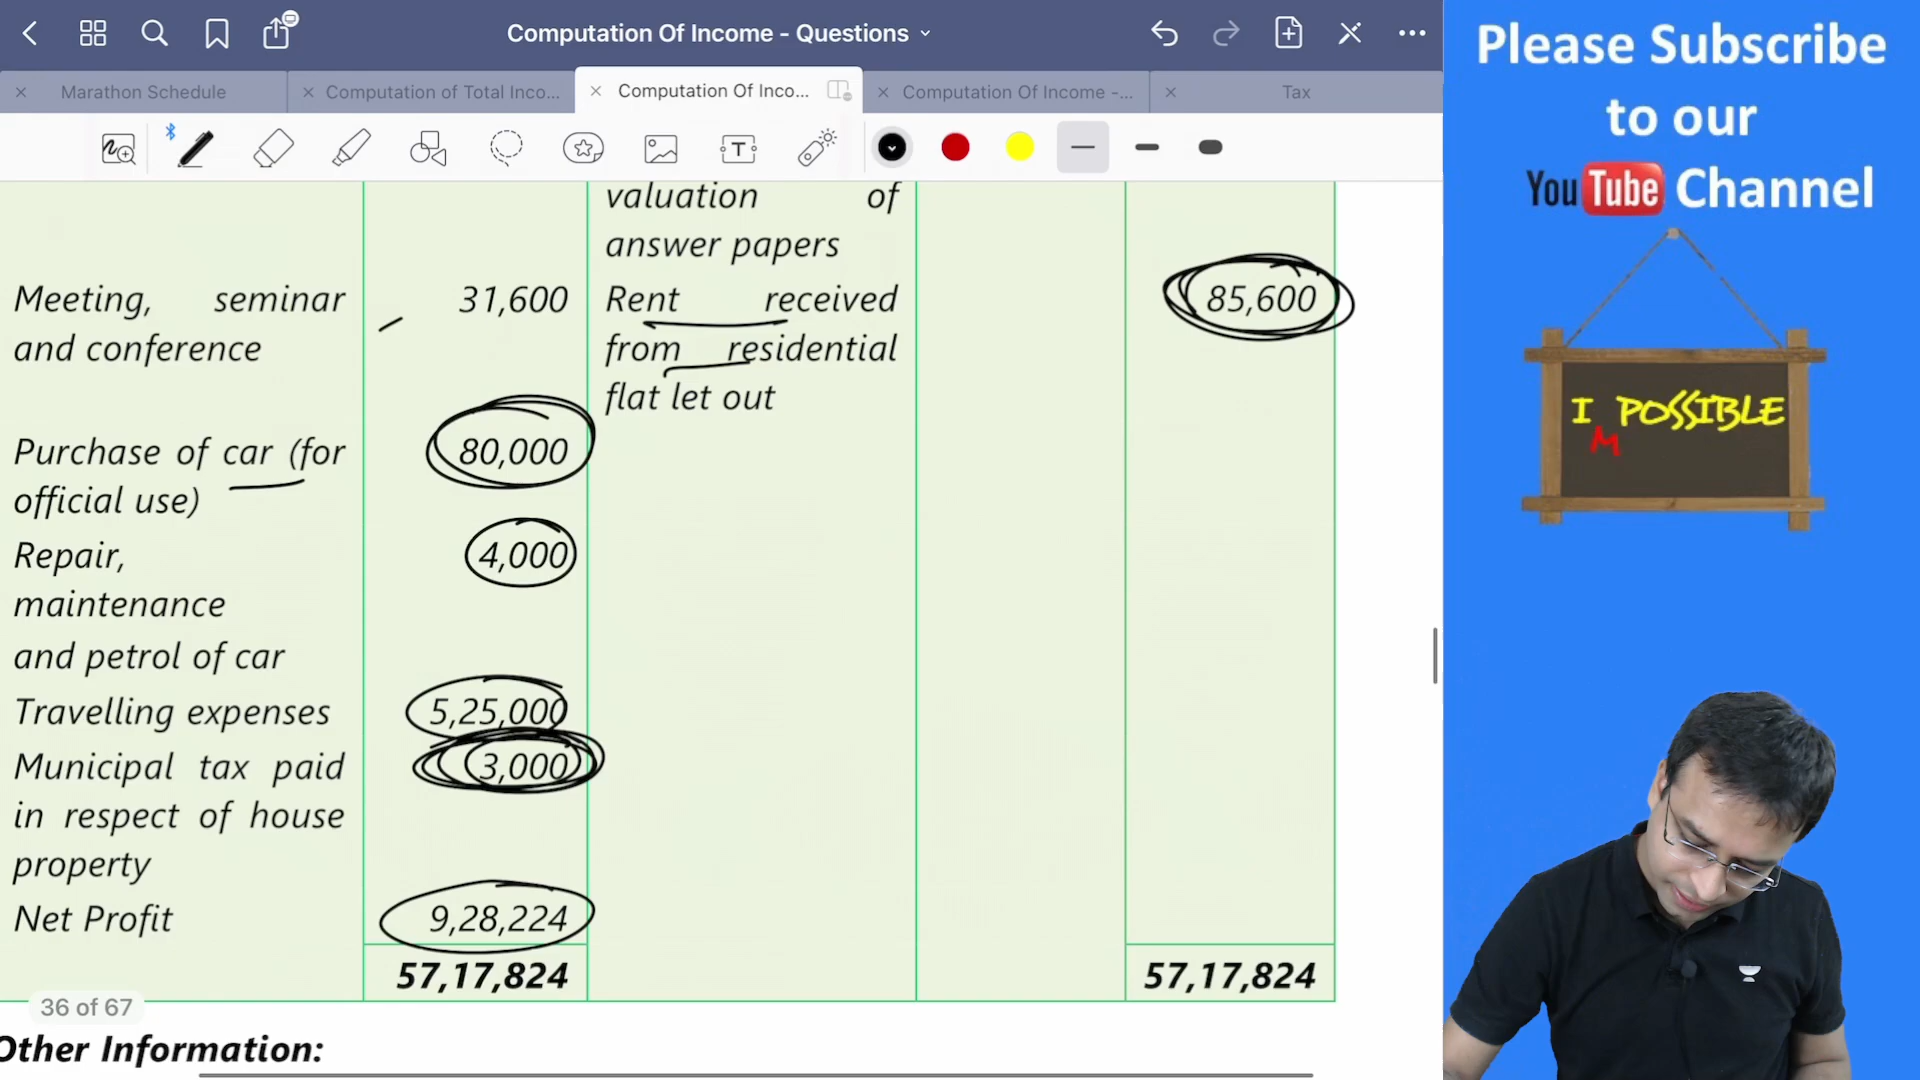 Computation Of Income - Questions
Marathon Schedule
Computation of Total Inco...
Computation Of Inco...
Computation Of Income -...
Tax
valuation of
answer papers
Meeting, seminar 31,600 Rent received 85,600
and conference from residential
flat let out
Purchase of car (for 80,000
official use)
Repair, 4,000
maintenance
and petrol of car
Travelling expenses 5,25,000
Municipal tax paid 3,000
in respect of house
property
Net Profit 9,28,224
57,17,824 57,17,824
36 of 67
Other Information:
Please Subscribe
to our
YouTube Channel
I POSSIBLE
M